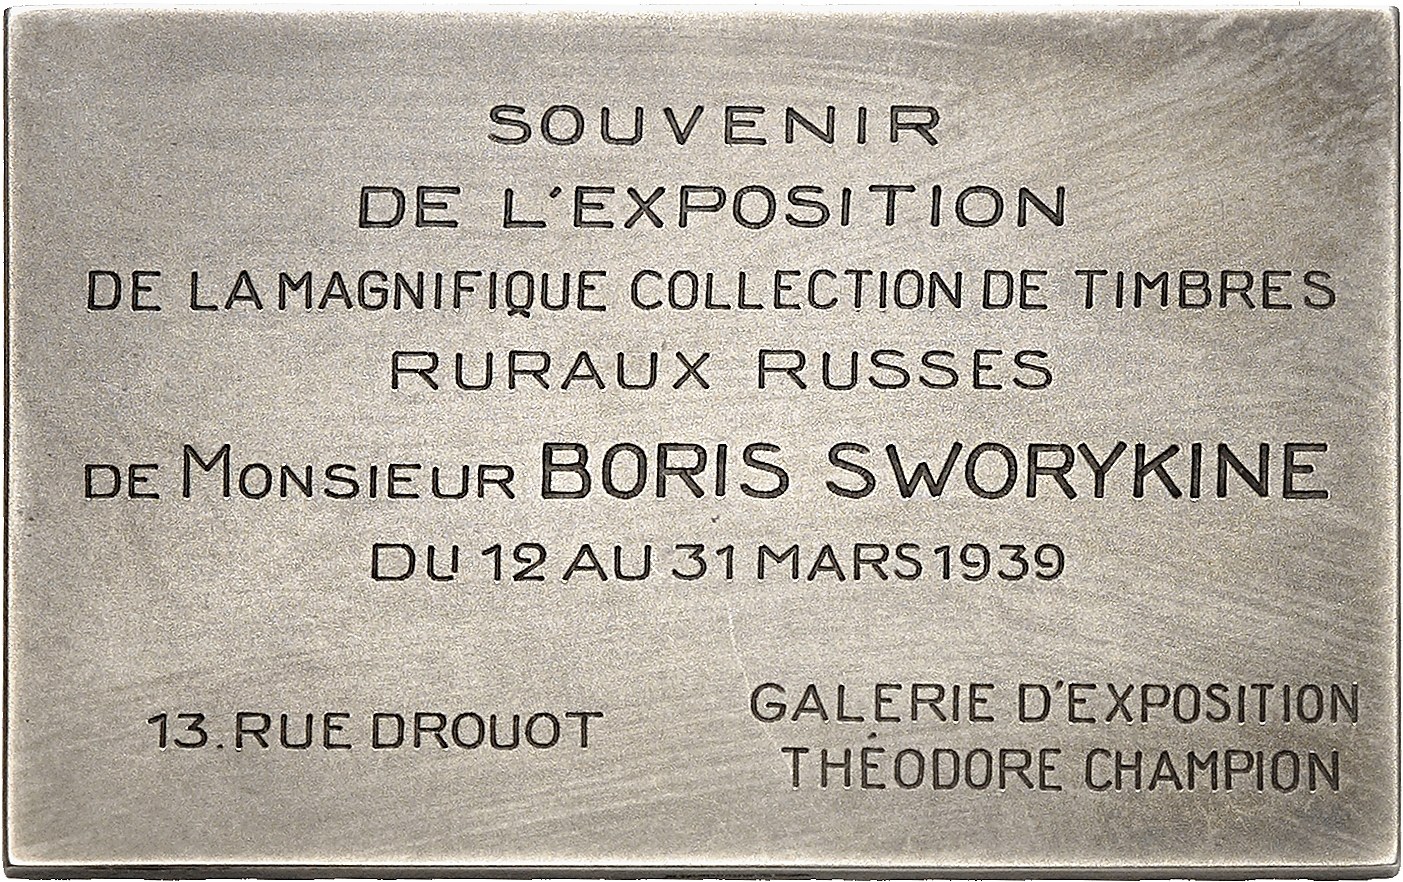 SOUVENIR
DE L'EXPOSITION
DE LA MAGNIFIQUE COLLECTION DE TIMBRES
RURAUX RUSSES
DE MONSIEUR BORIS SWORYKINE
DU 12 AU 31 MARS 1939
13. RUE DROUOT
GALERIE D'EXPOSITION
THÉODORE CHAMPION